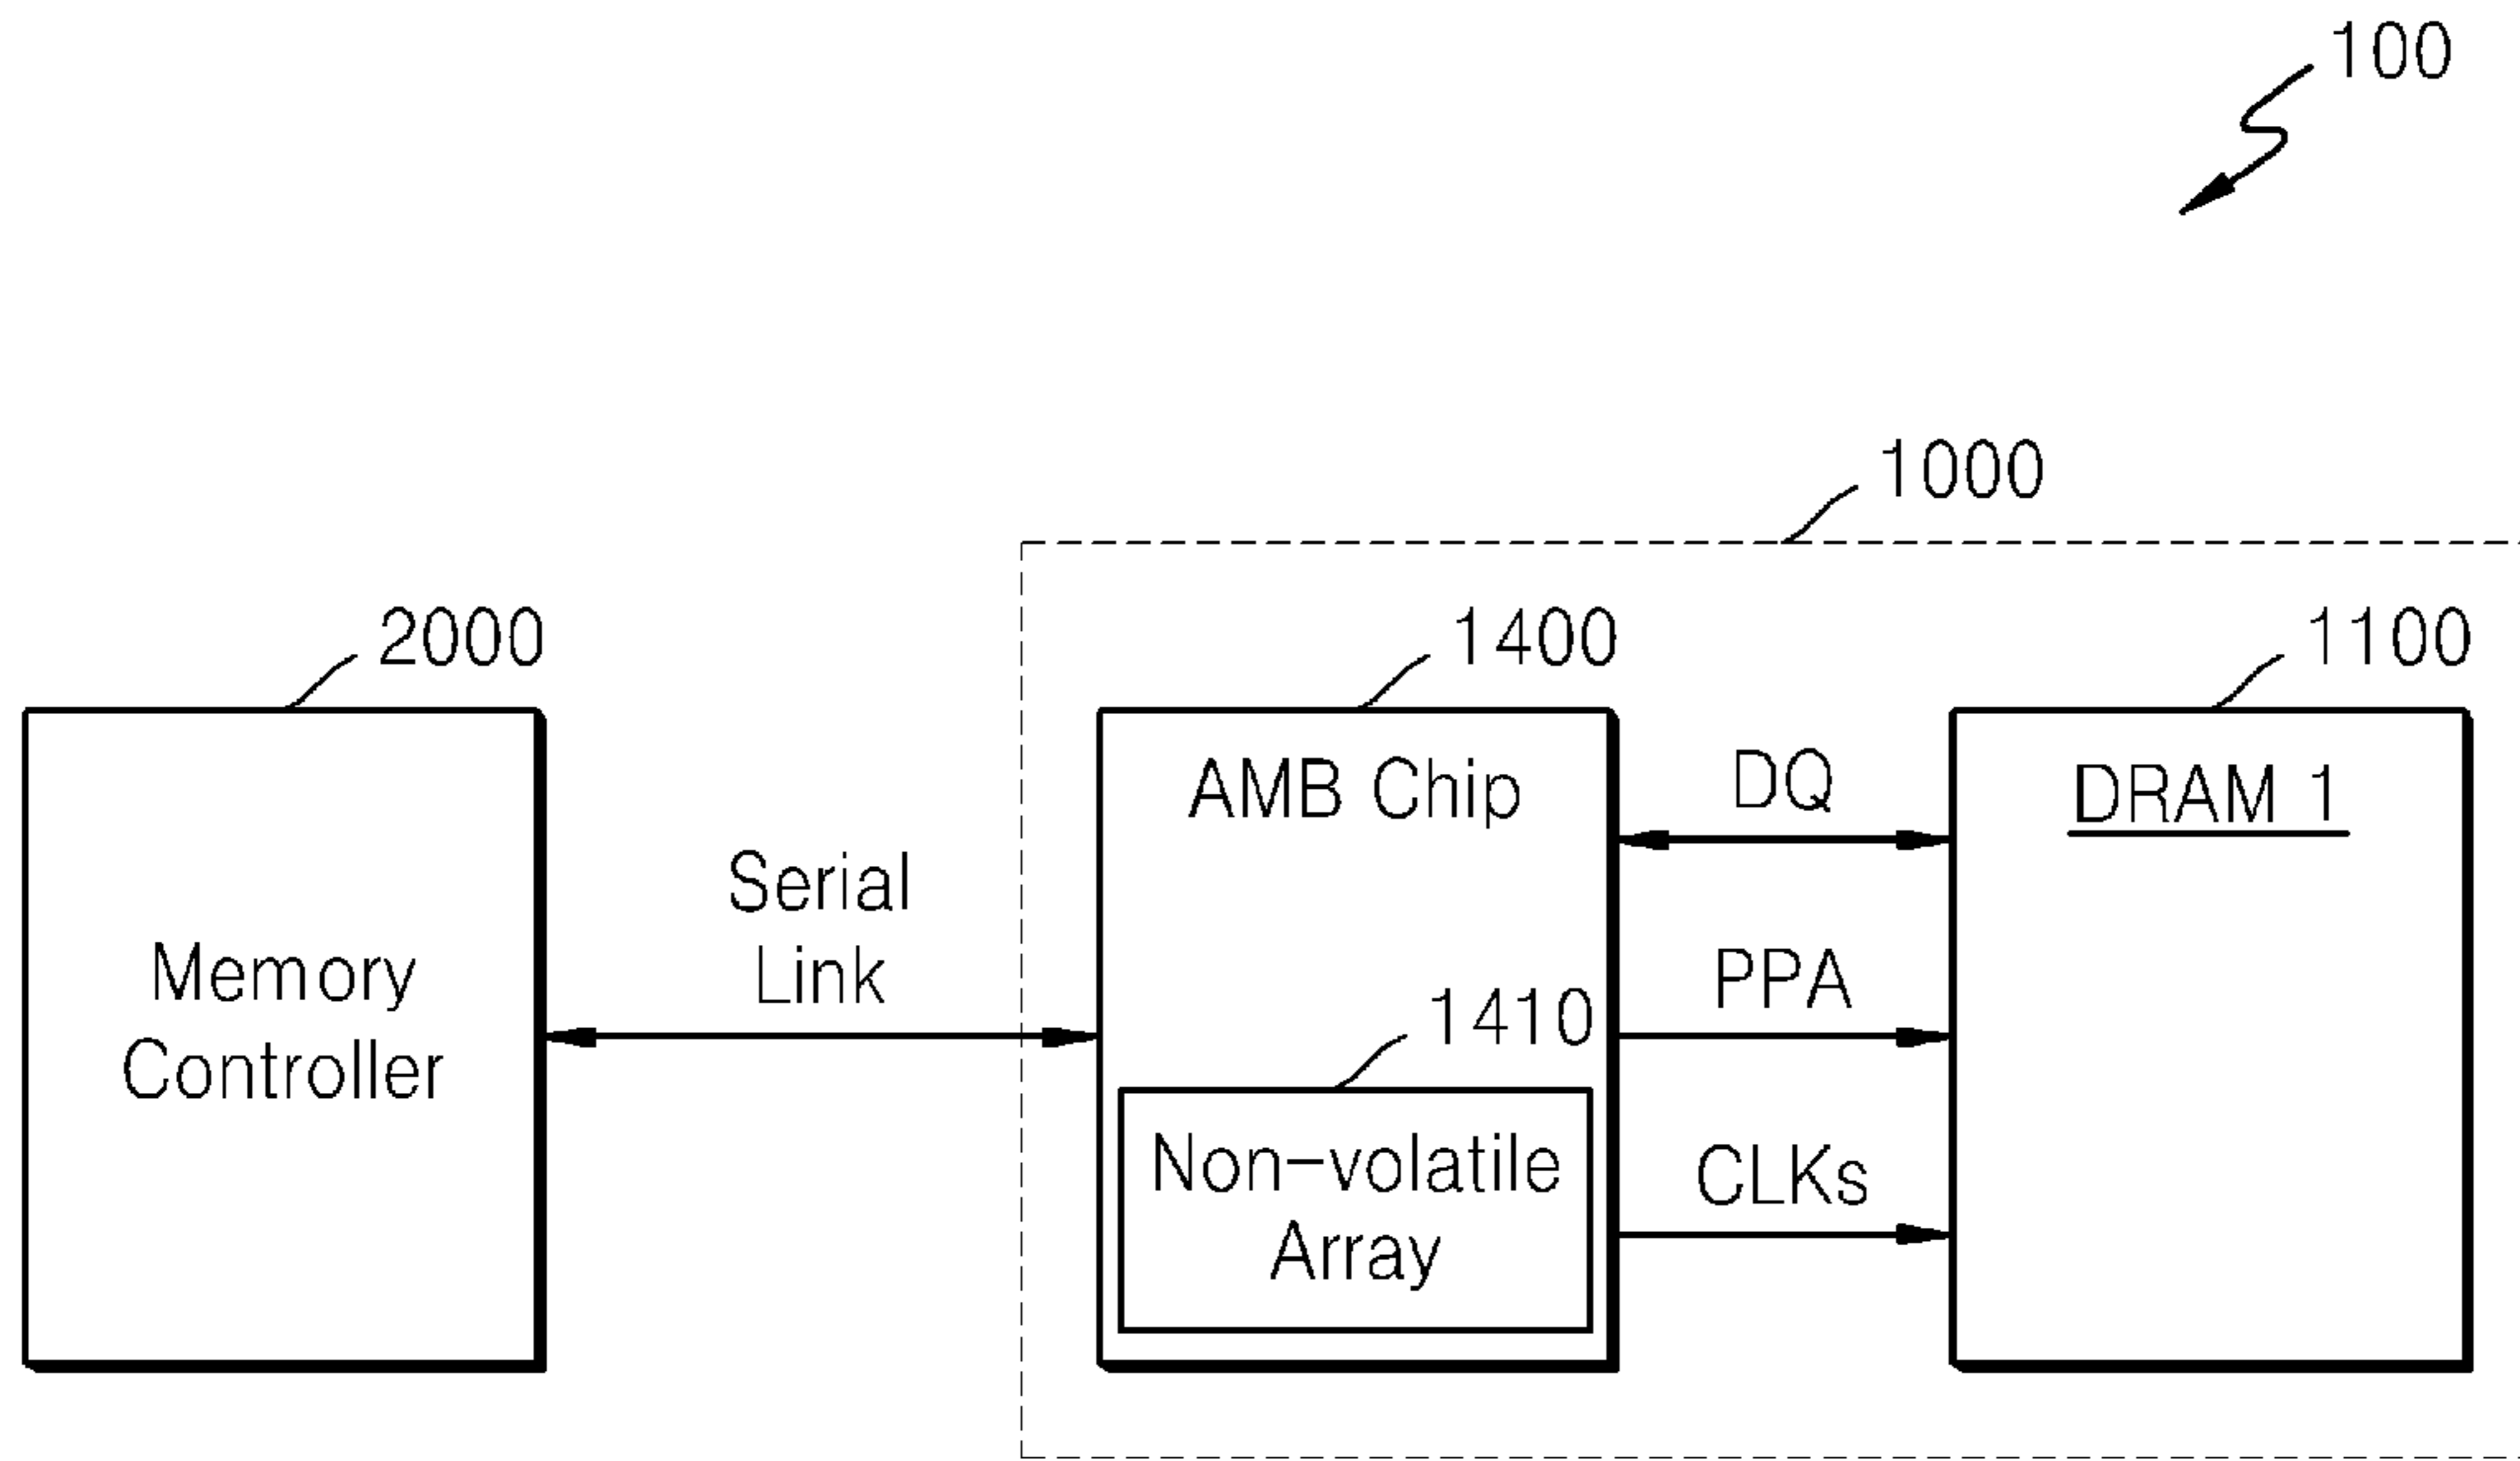 100
1000
2000
1400
1100
AMB Chip
DQ
DRAM 1
Serial
Link
Memory
Controller
PPA
1410
Non-volatile
Array
CLKs